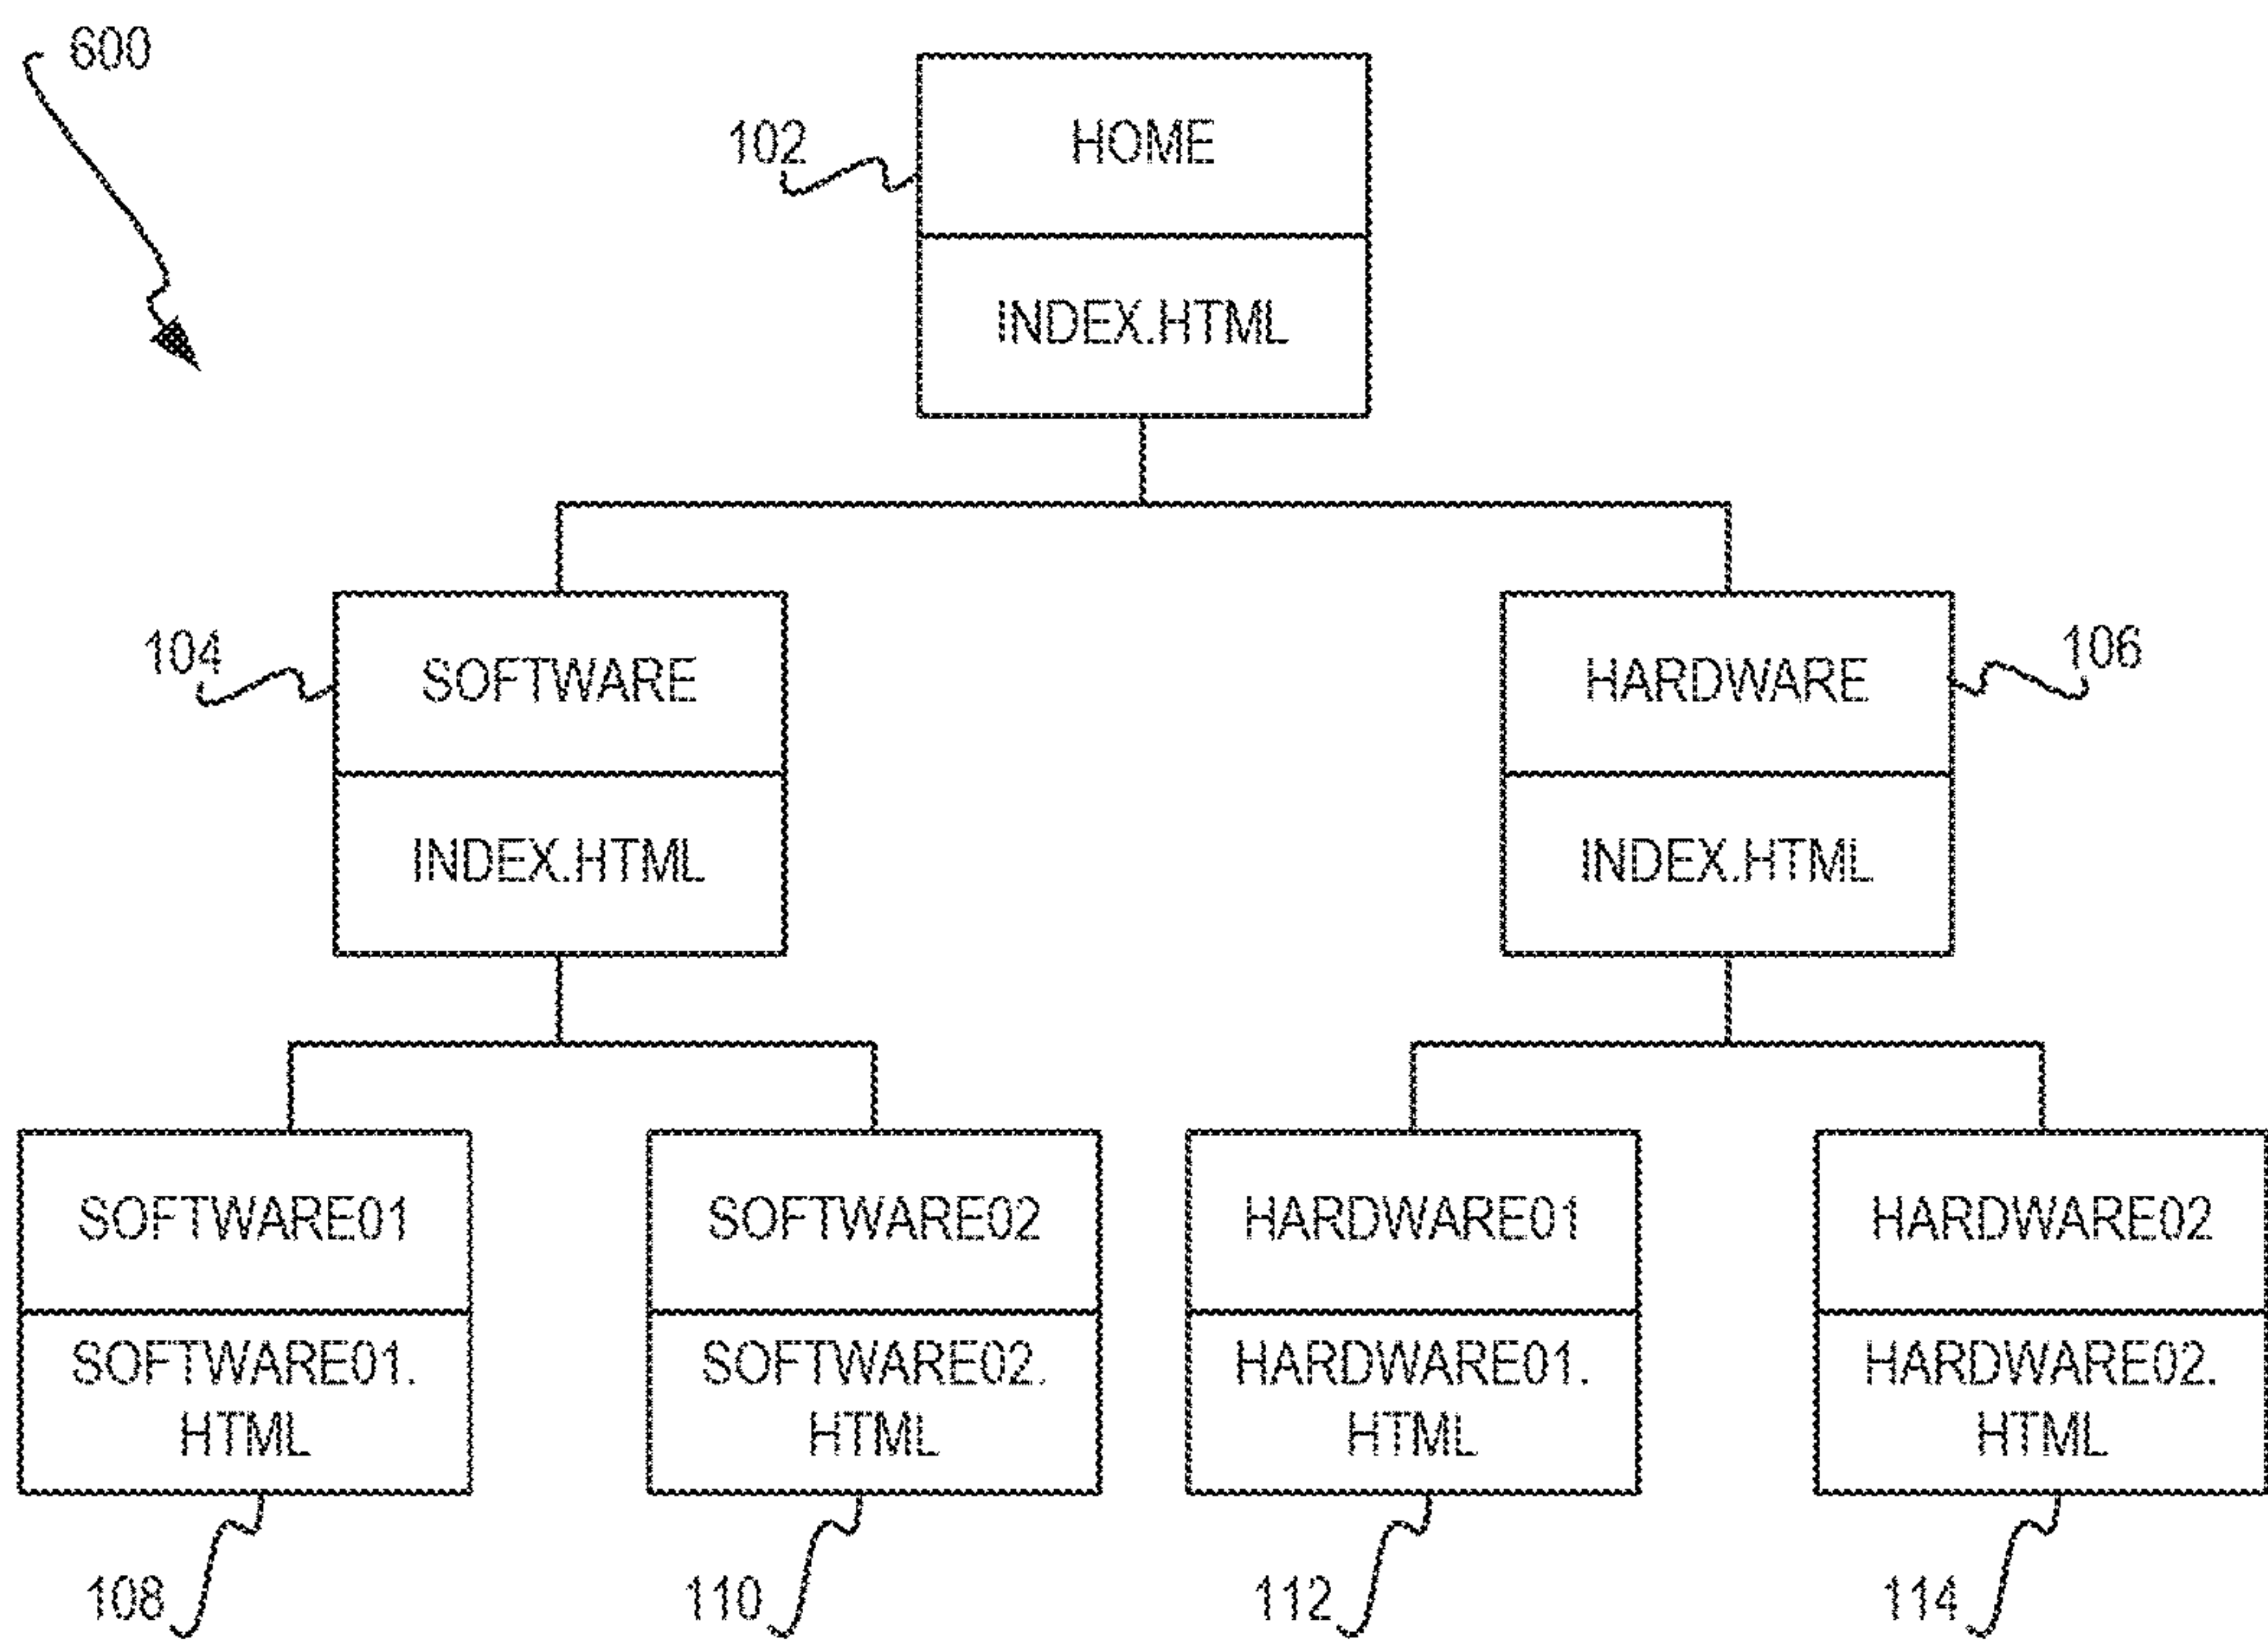 600
102
HOME
INDEX.HTML
104
SOFTWARE
INDEX.HTML
HARDWARE
106
INDEX.HTML
SOFTWARE01
SOFTWARE01.
HTML
SOFTWARE02
SOFTWARE02.
HTML
HARDWARE01
HARDWARE01.
HTML
HARDWARE02
HARDWARE02.
HTML
108
110
112
114